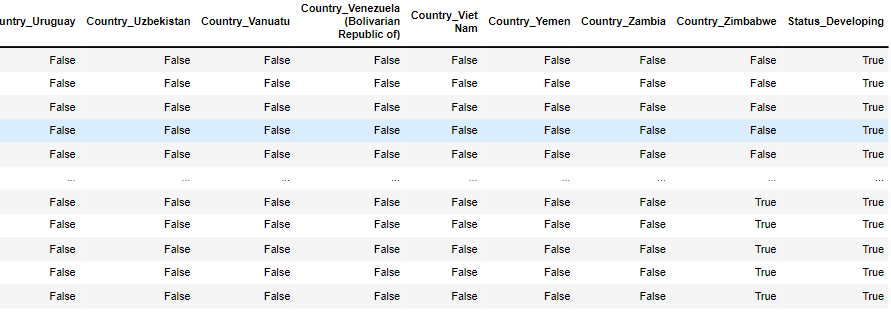 untry_Uruguay Country_Uzbekistan Country_Vanuatu Country_Venezuela (Bolivarian Republic of) Country_Viet Nam Country_Yemen Country_Zambia Country_Zimbabwe Status_Developing
False False False False False False False False True
False False False False False False False False True
False False False False False False False False True
False False False False False False False False True
False False False False False False False False True
... ... ... ... ... ... ... ... ...
False False False False False False False True True
False False False False False False False True True
False False False False False False False True True
False False False False False False False True True
False False False False False False False True True